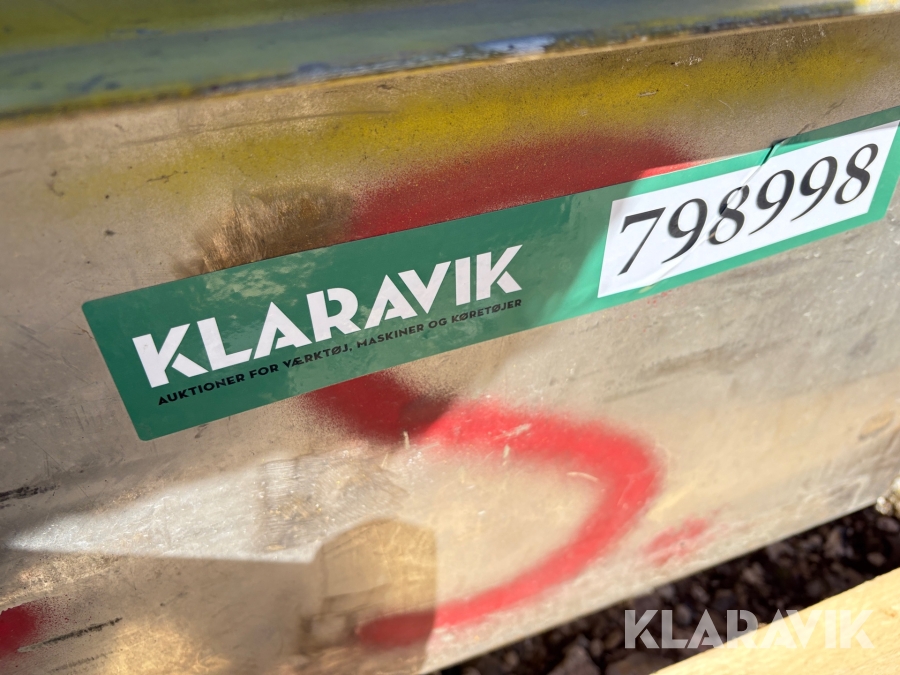 798998
KLARAVIK
AUKTIONER FOR VÆRKTØJ, MASKINER OG KØRETØJER
KLARAVIK